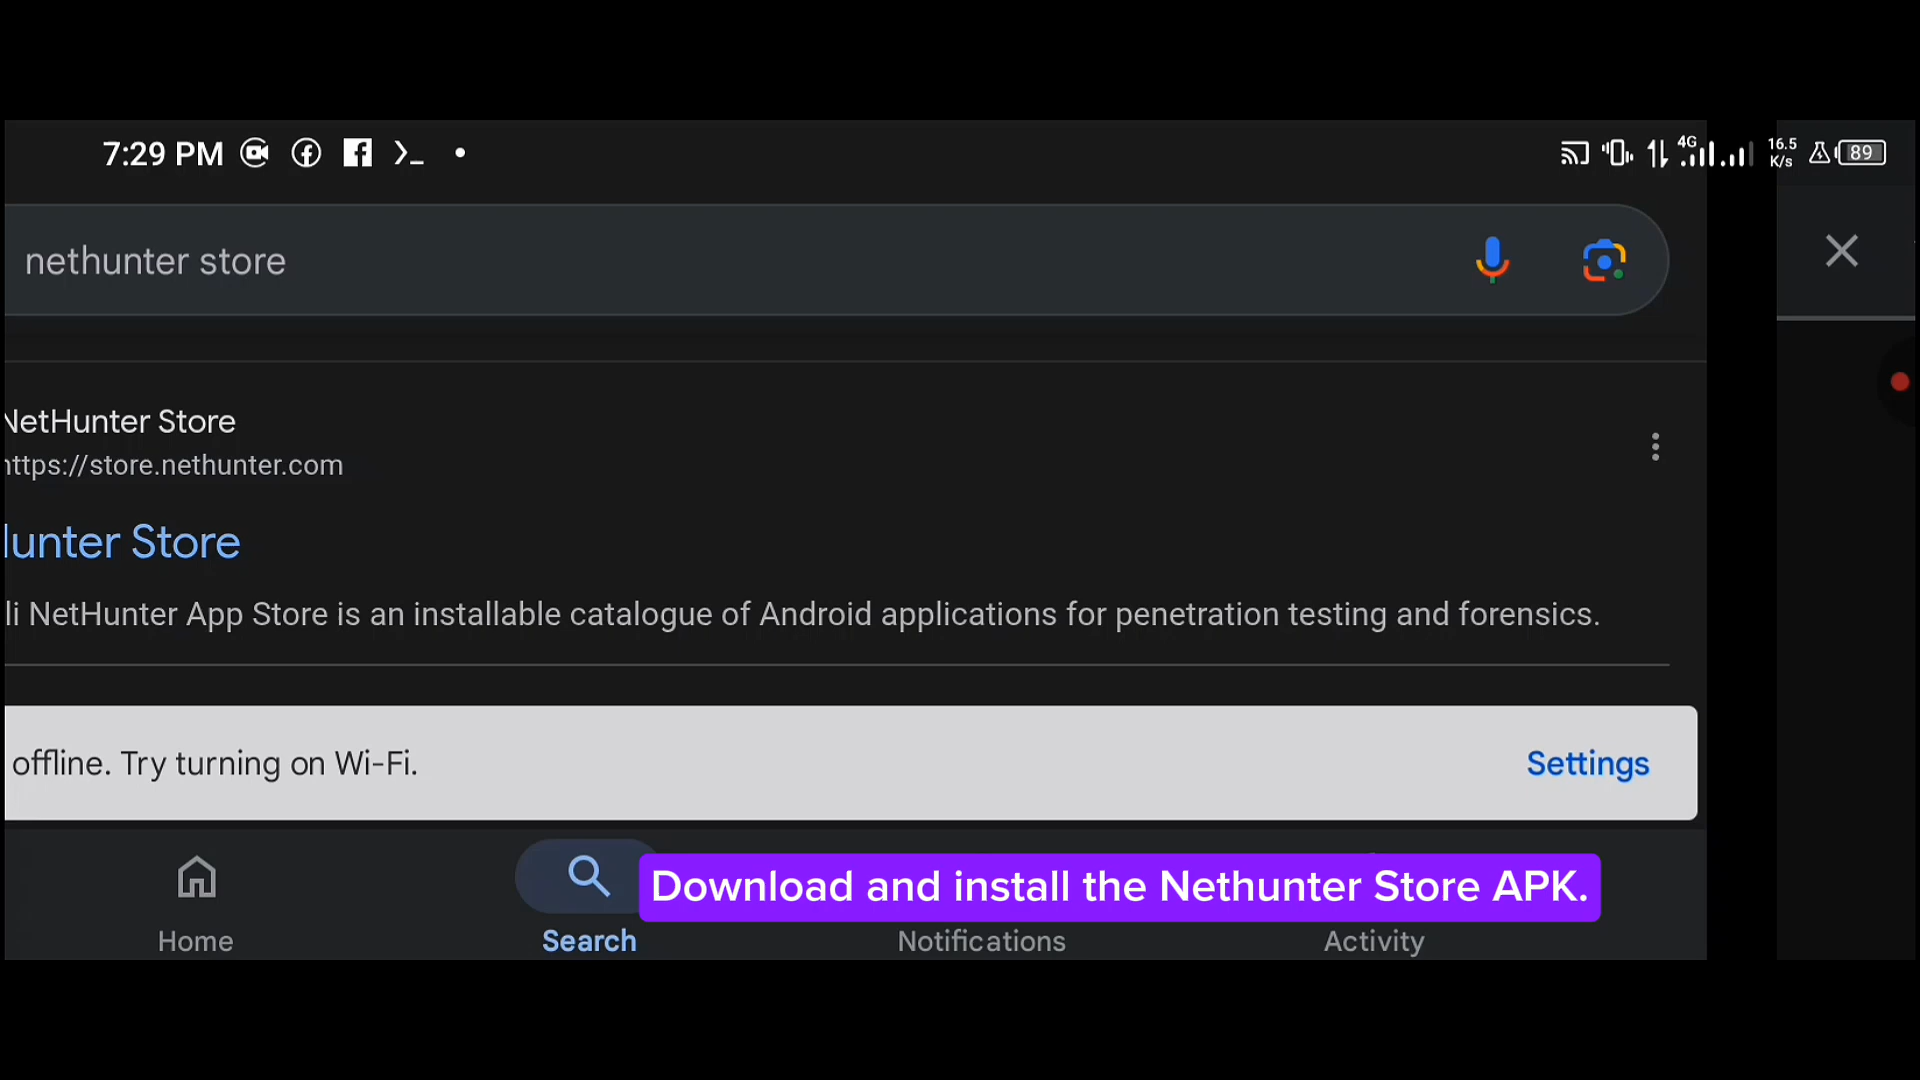 7:29 PM
4G
16.5
K/s
89
nethunter store
NetHunter Store
https://store.nethunter.com
Hunter Store
li NetHunter App Store is an installable catalogue of Android applications for penetration testing and forensics.
offline. Try turning on Wi-Fi.
Settings
Download and install the Nethunter Store APK.
Home
Search
Notifications
Activity